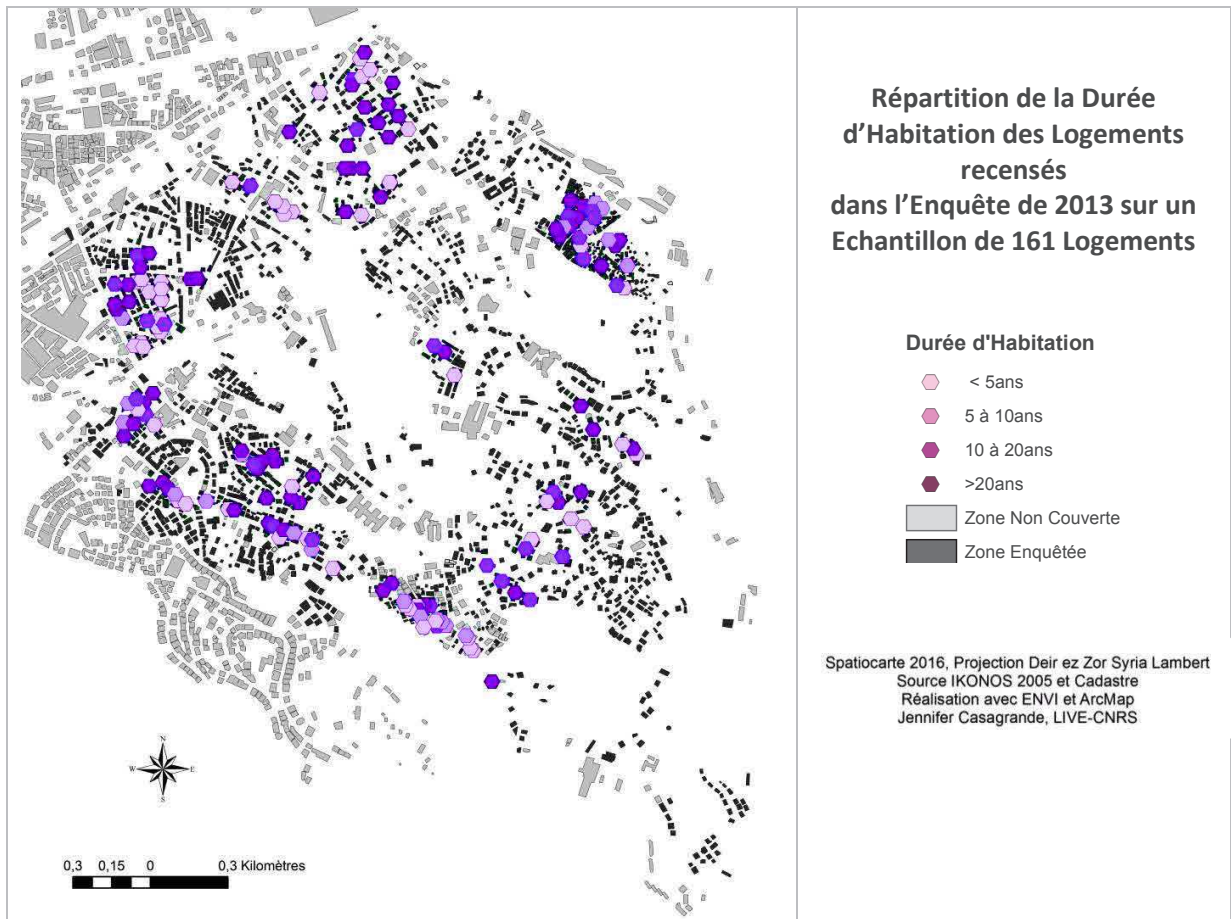 Répartition de la Durée
d’Habitation des Logements
recensés
dans l’Enquête de 2013 sur un
Echantillon de 161 Logements
Durée d'Habitation
< 5ans
5 à 10ans
10 à 20ans
>20ans
Zone Non Couverte
Zone Enquêtée
Spatiocarte 2016, Projection Deir ez Zor Syria Lambert
Source IKONOS 2005 et Cadastre
Réalisation avec ENVI et ArcMap
Jennifer Casagrande, LIVE-CNRS
N
W E
S
0,3 0,15 0 0,3 Kilomètres